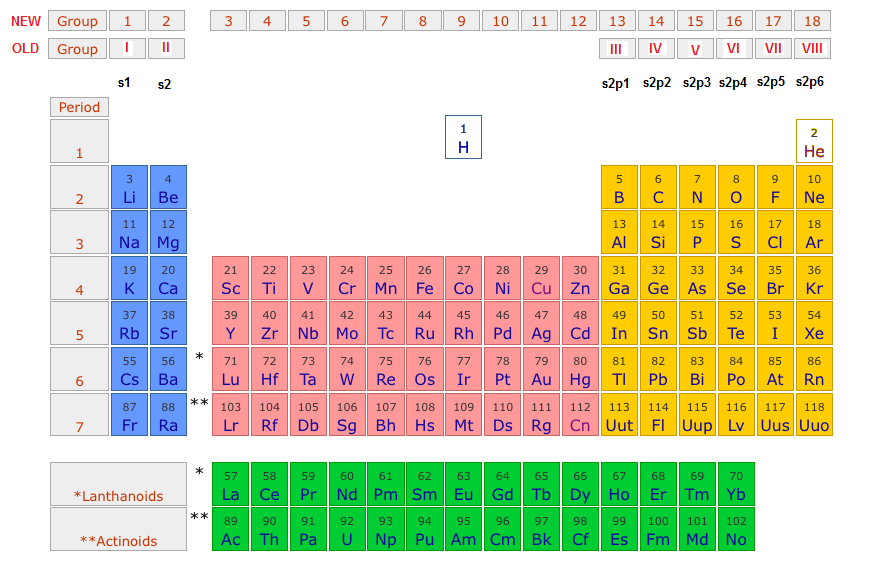 NEW Group 1 2 3 4 5 6 7 8 9 10 11 12 13 14 15 16 17 18
OLD Group I II III IV V VI VII VIII
s1 s2 s2p1 s2p2 s2p3 s2p4 s2p5 s2p6
Period
1 2
H He
1
3 4 5 6 7 8 9 10
Li Be B C N O F Ne
2
11 12 13 14 15 16 17 18
Na Mg Al Si P S Cl Ar
3
19 20 21 22 23 24 25 26 27 28 29 30 31 32 33 34 35 36
K Ca Sc Ti V Cr Mn Fe Co Ni Cu Zn Ga Ge As Se Br Kr
4
37 38 39 40 41 42 43 44 45 46 47 48 49 50 51 52 53 54
Rb Sr Y Zr Nb Mo Tc Ru Rh Pd Ag Cd In Sn Sb Te I Xe
5
55 56 * 71 72 73 74 75 76 77 78 79 80 81 82 83 84 85 86
Cs Ba Lu Hf Ta W Re Os Ir Pt Au Hg Tl Pb Bi Po At Rn
6
87 88 ** 103 104 105 106 107 108 109 110 111 112 113 114 115 116 117 118
Fr Ra Lr Rf Db Sg Bh Hs Mt Ds Rg Cn Uut Fl Uup Lv Uus Uuo
7
* 57 58 59 60 61 62 63 64 65 66 67 68 69 70
*Lanthanoids La Ce Pr Nd Pm Sm Eu Gd Tb Dy Ho Er Tm Yb
** 89 90 91 92 93 94 95 96 97 98 99 100 101 102
**Actinoids Ac Th Pa U Np Pu Am Cm Bk Cf Es Fm Md No